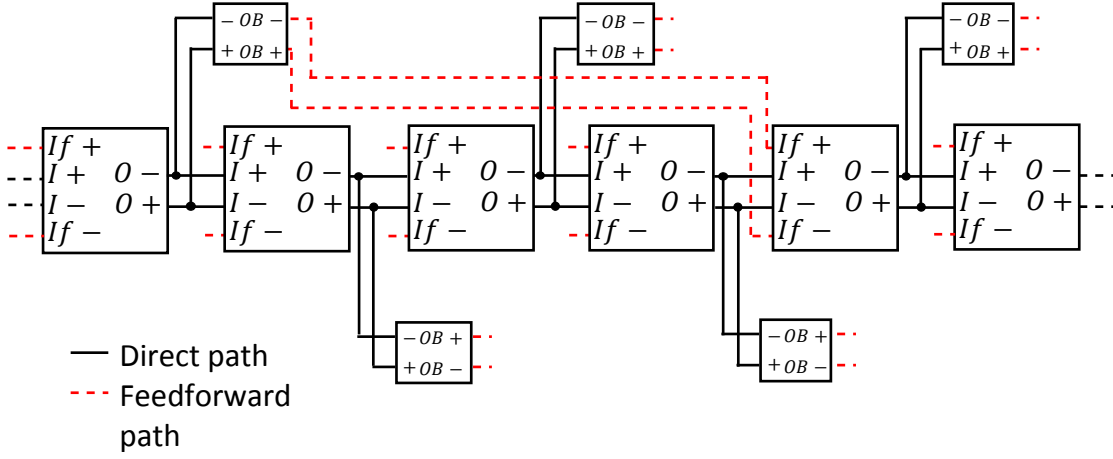 − OB −
+ OB +
− OB −
+ OB +
− OB −
+ OB +
If +
I + O −
I − O +
If −
If +
I + O −
I − O +
If −
If +
I + O −
I − O +
If −
If +
I + O −
I − O +
If −
If +
I + O −
I − O +
If −
If +
I + O −
I − O +
If −
− OB +
+ OB −
− OB +
+ OB −
Direct path
Feedforward
path